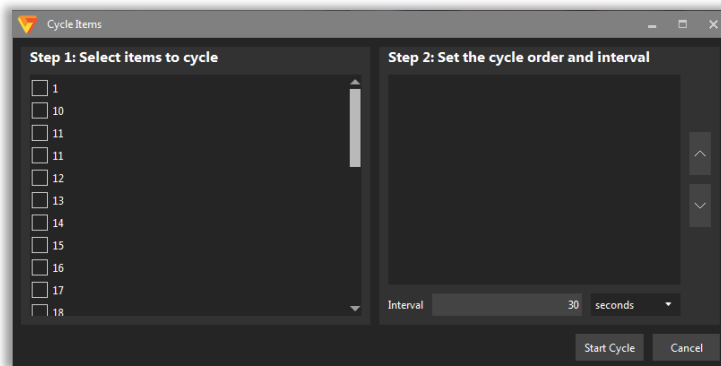 Cycle Items
Step 1: Select items to cycle
1
10
11
11
12
13
14
15
16
17
18
Step 2: Set the cycle order and interval
Interval 30 seconds
Start Cycle Cancel